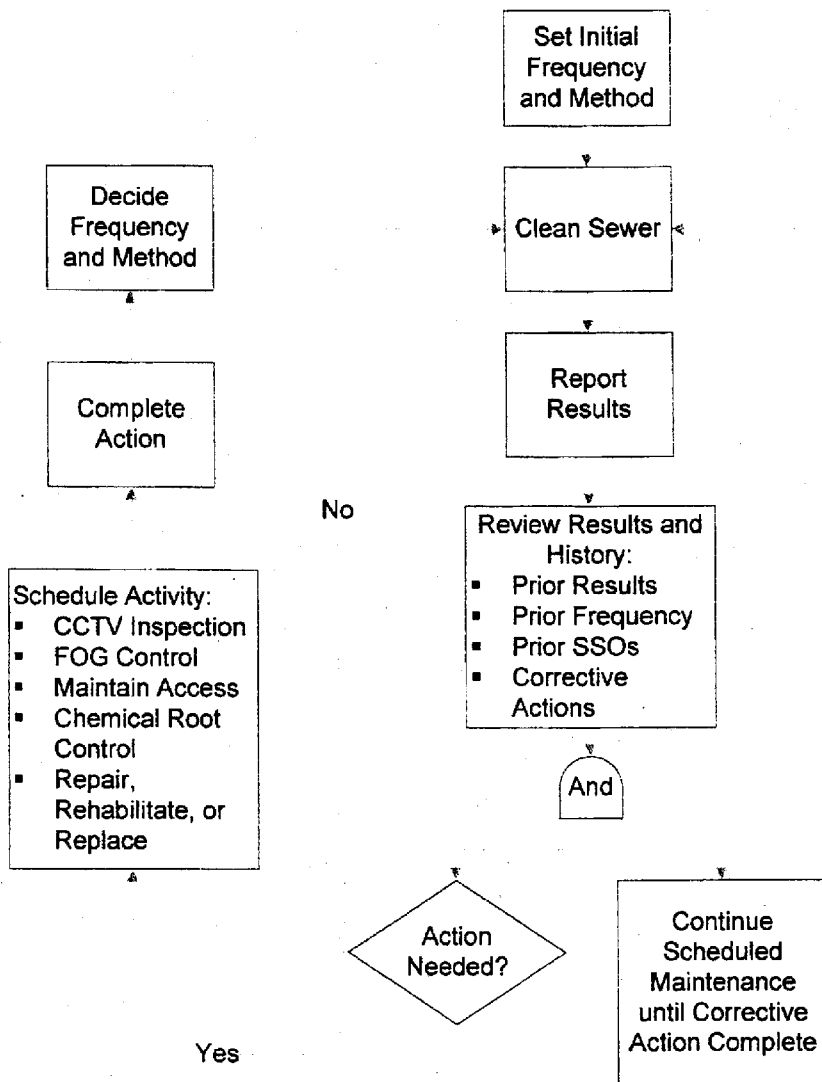 Set Initial
Frequency
and Method
Decide
Frequency
and Method
Clean Sewer
Complete
Action
Report
Results
No
Review Results and
History:
▪ Prior Results
▪ Prior Frequency
▪ Prior SSOs
▪ Corrective
Actions
Schedule Activity:
▪ CCTV Inspection
▪ FOG Control
▪ Maintain Access
▪ Chemical Root
Control
▪ Repair,
Rehabilitate, or
Replace
And
Action
Needed?
Continue
Scheduled
Maintenance
until Corrective
Action Complete
Yes